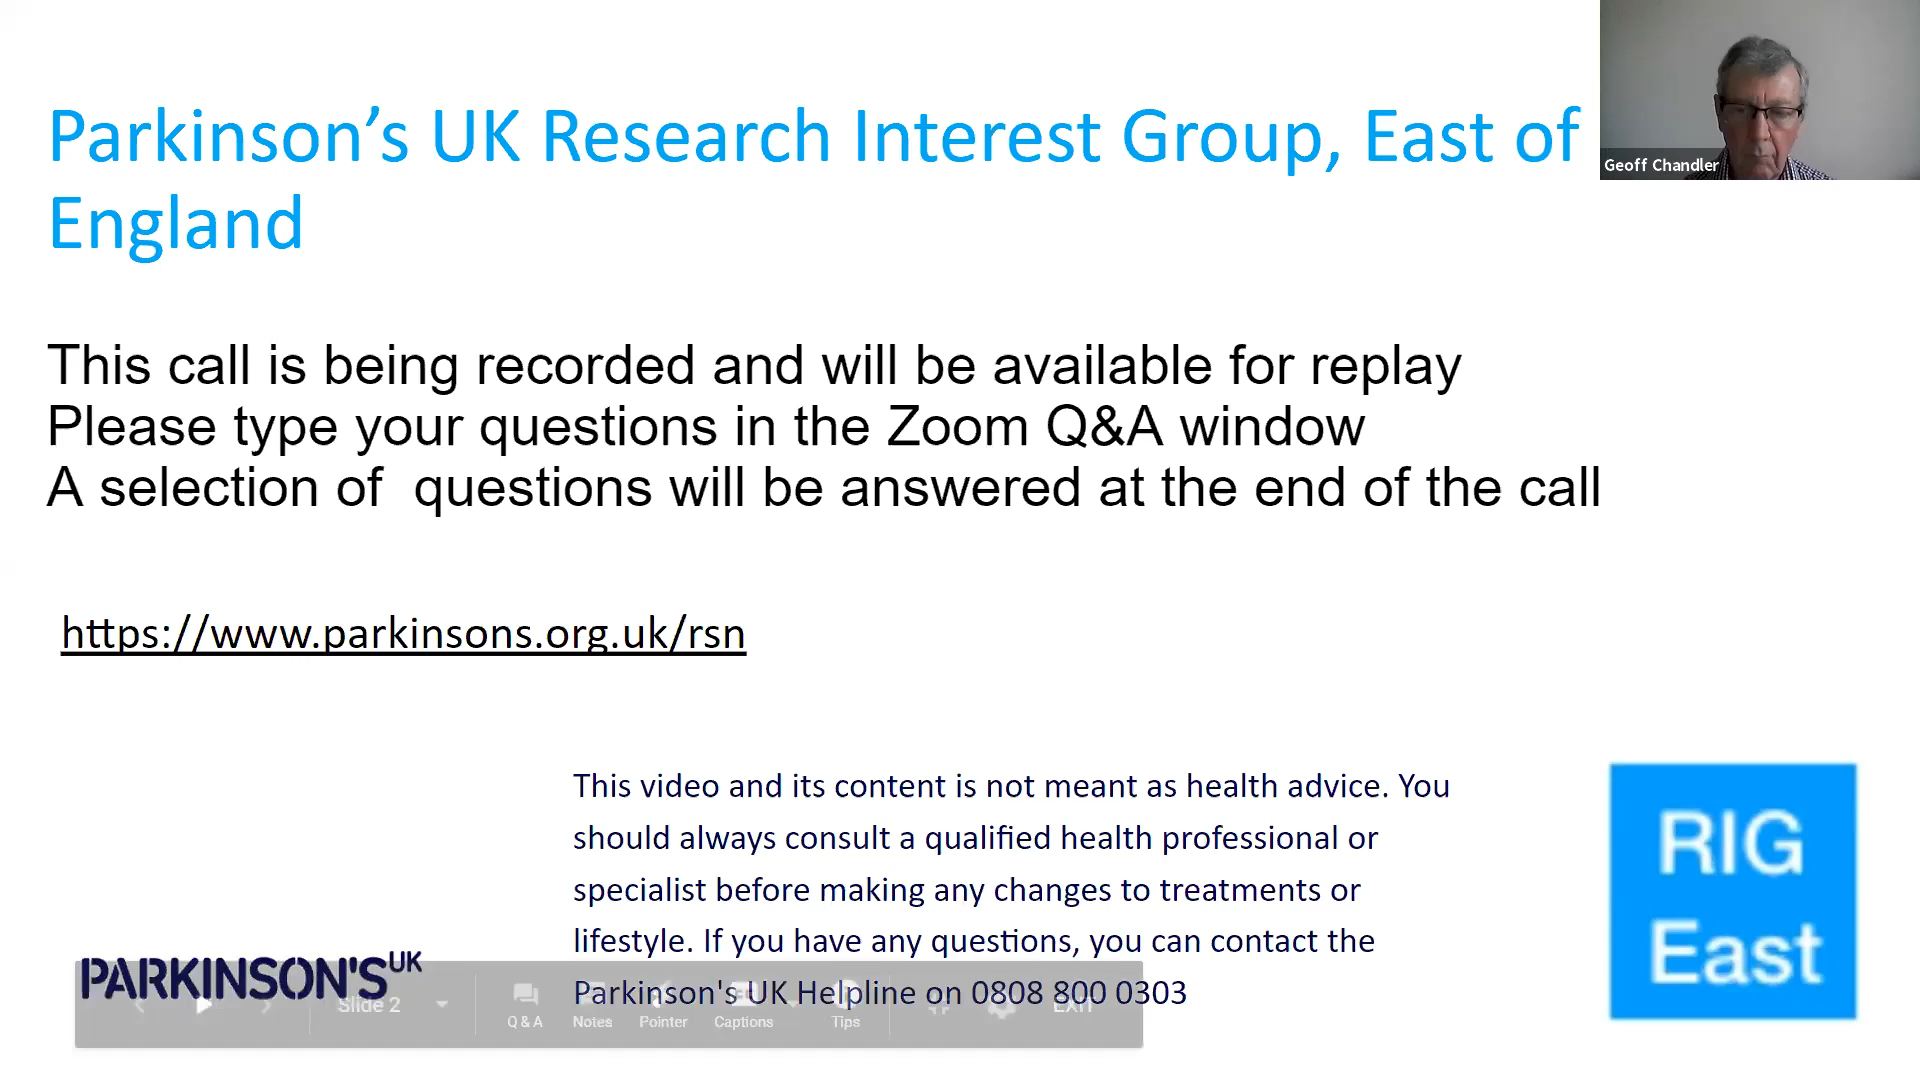 Parkinson’s UK Research Interest Group, East of
England
Geoff Chandler
This call is being recorded and will be available for replay
Please type your questions in the Zoom Q&A window
A selection of  questions will be answered at the end of the call
https://www.parkinsons.org.uk/rsn
This video and its content is not meant as health advice. You
should always consult a qualified health professional or
specialist before making any changes to treatments or
lifestyle. If you have any questions, you can contact the
Parkinson's UK Helpline on 0808 800 0303
RIG
East
PARKINSON'S UK
Slide 2
Q & A Notes Pointer Captions Tips EXIT